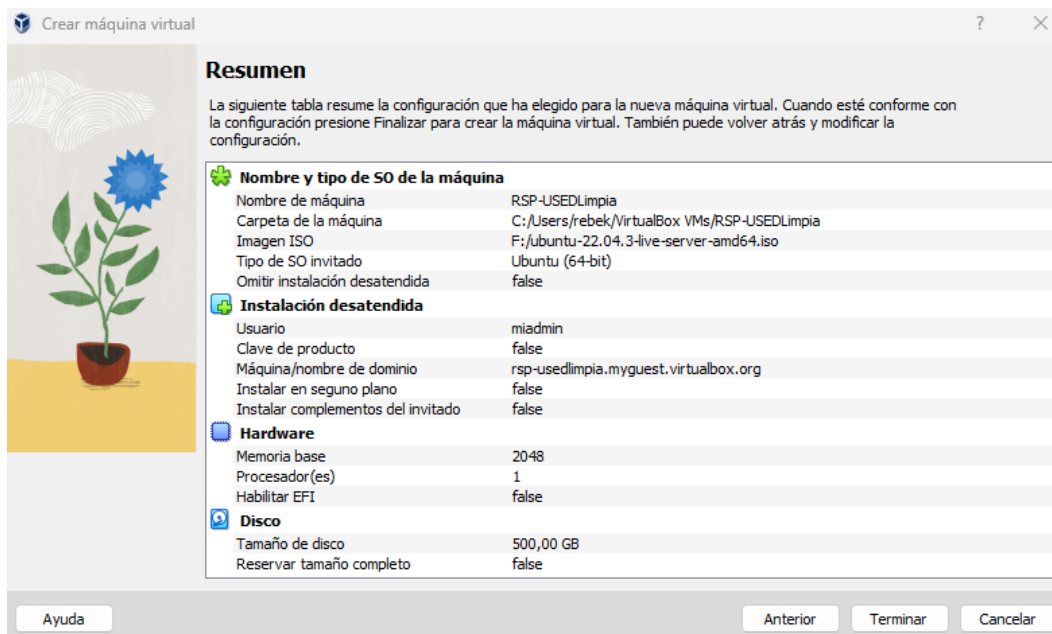 Crear máquina virtual
?
Resumen
La siguiente tabla resume la configuración que ha elegido para la nueva máquina virtual. Cuando esté conforme con
la configuración presione Finalizar para crear la máquina virtual. También puede volver atrás y modificar la
configuración.
Nombre y tipo de SO de la máquina
Nombre de máquina RSP-USEDLimpia
Carpeta de la máquina C:/Users/rebek/VirtualBox VMs/RSP-USEDLimpia
Imagen ISO F:/ubuntu-22.04.3-live-server-amd64.iso
Tipo de SO invitado Ubuntu (64-bit)
Omitir instalación desatendida false
Instalación desatendida
Usuario miadmin
Clave de producto false
Máquina/nombre de dominio rsp-usedlimpia.myguest.virtualbox.org
Instalar en seguno plano false
Instalar complementos del invitado false
Hardware
Memoria base 2048
Procesador(es) 1
Habilitar EFI false
Disco
Tamaño de disco 500,00 GB
Reservar tamaño completo false
Ayuda Anterior Terminar Cancelar